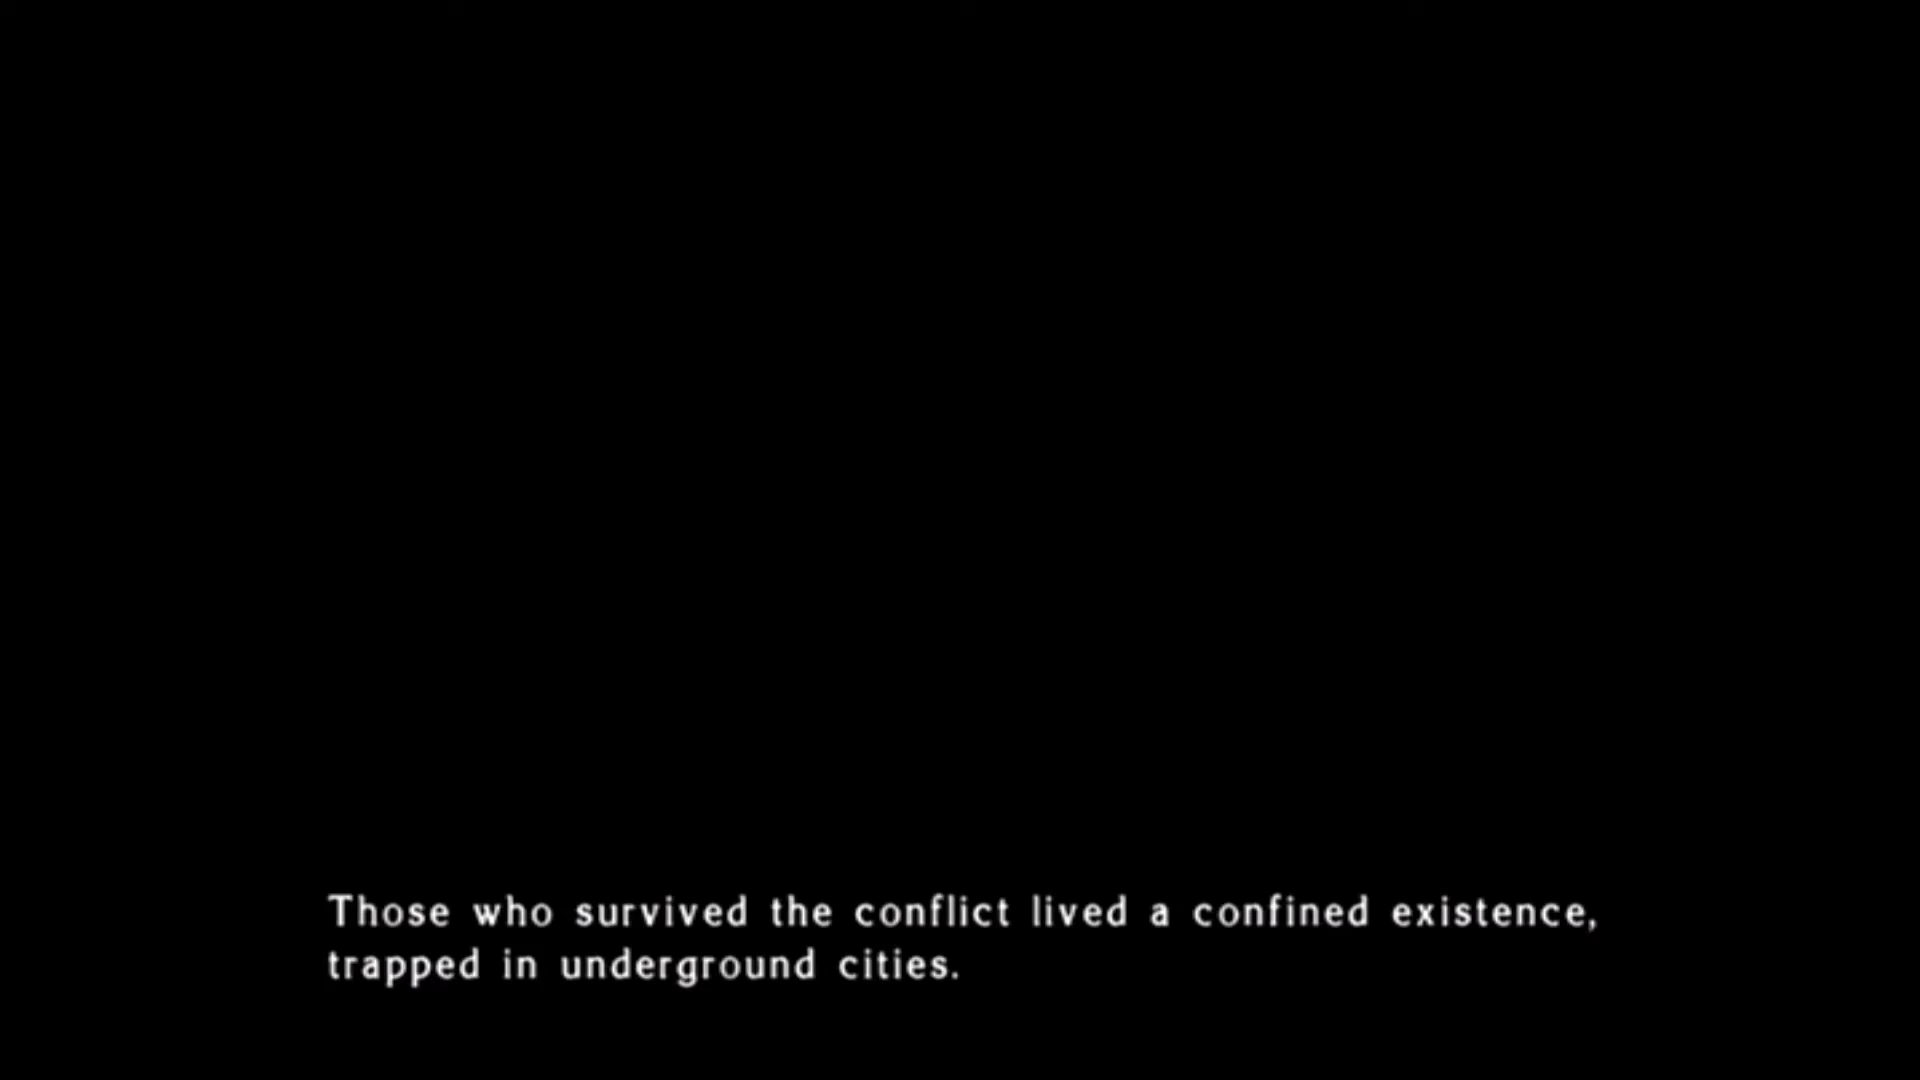 Those who survived the conflict lived a confined existence,
trapped in underground cities.